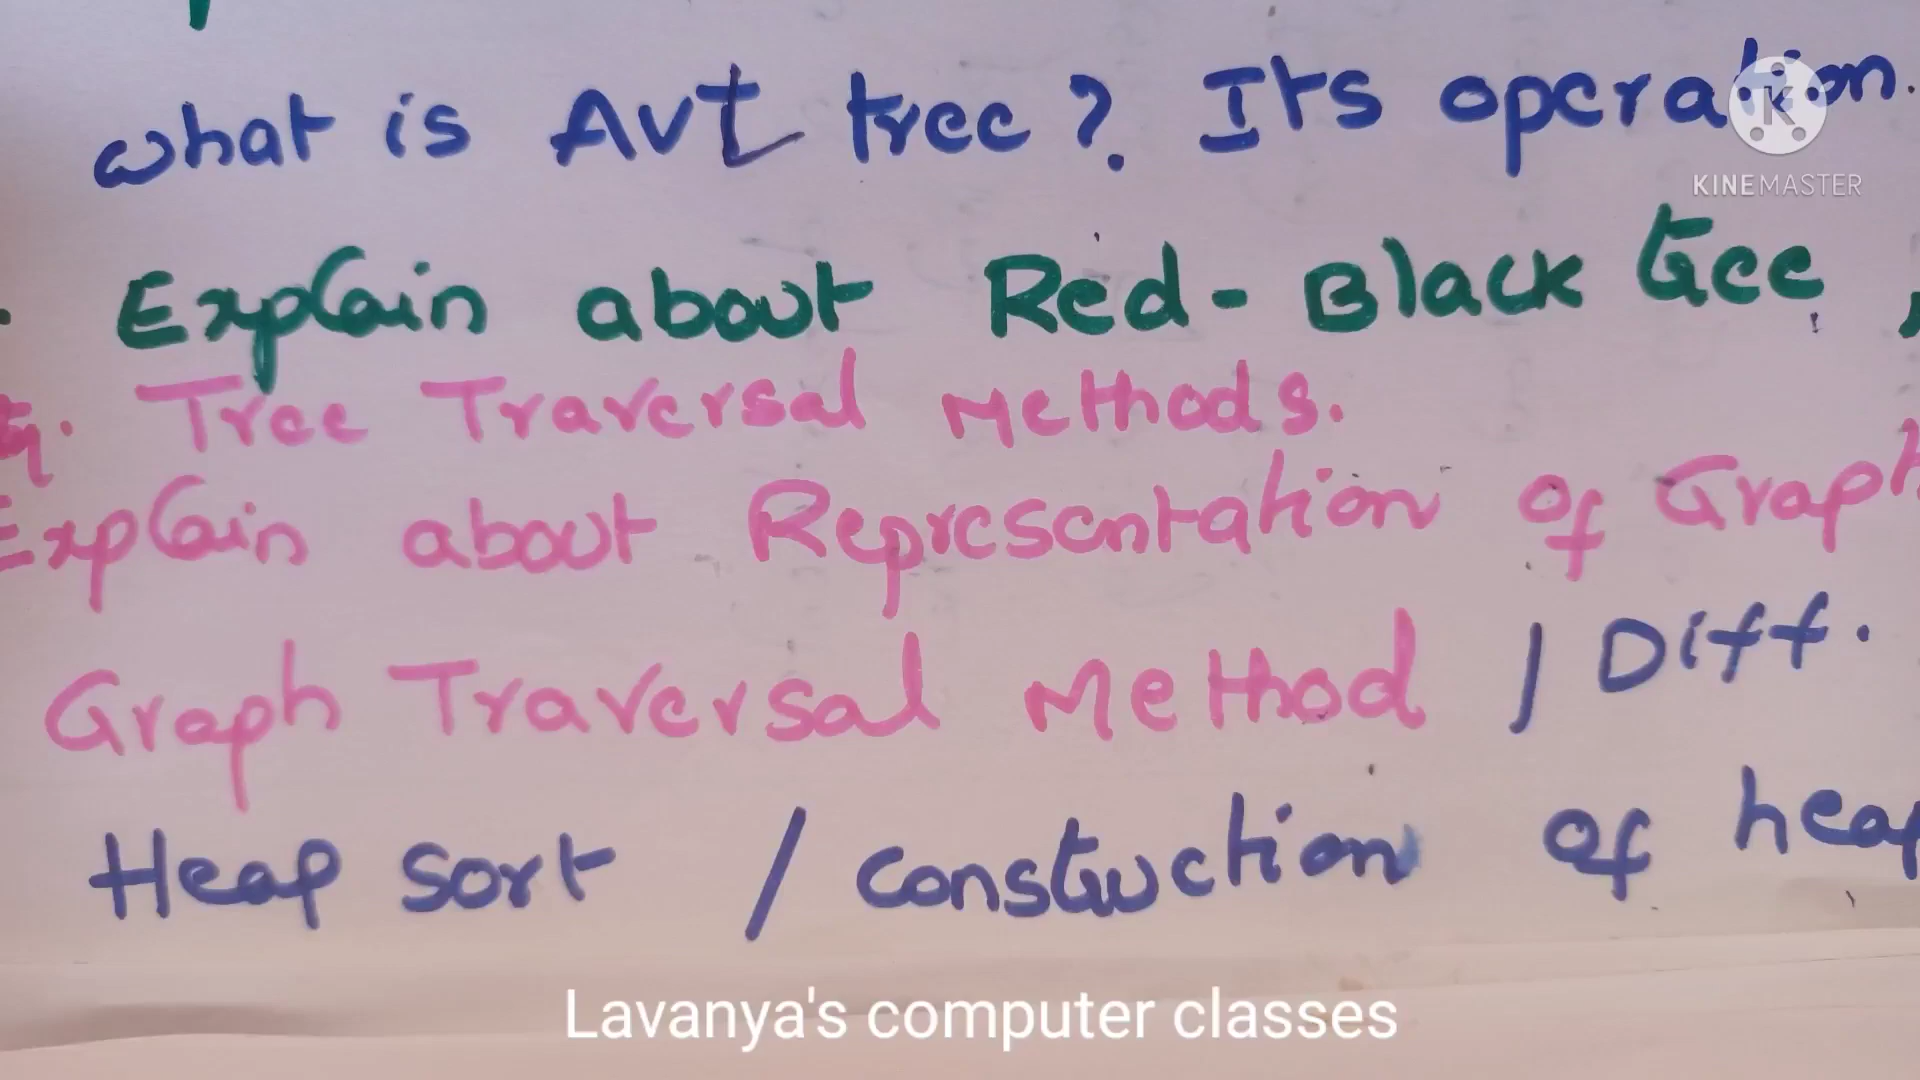 what is AVL tree? Its operation.
KINEMASTER
Explain about Red-Black tree,
Tree Traversal Methods.
Explain about Representation of Graph
Graph Traversal Method / Diff.
Heap sort / Constuction of heap
Lavanya's computer classes